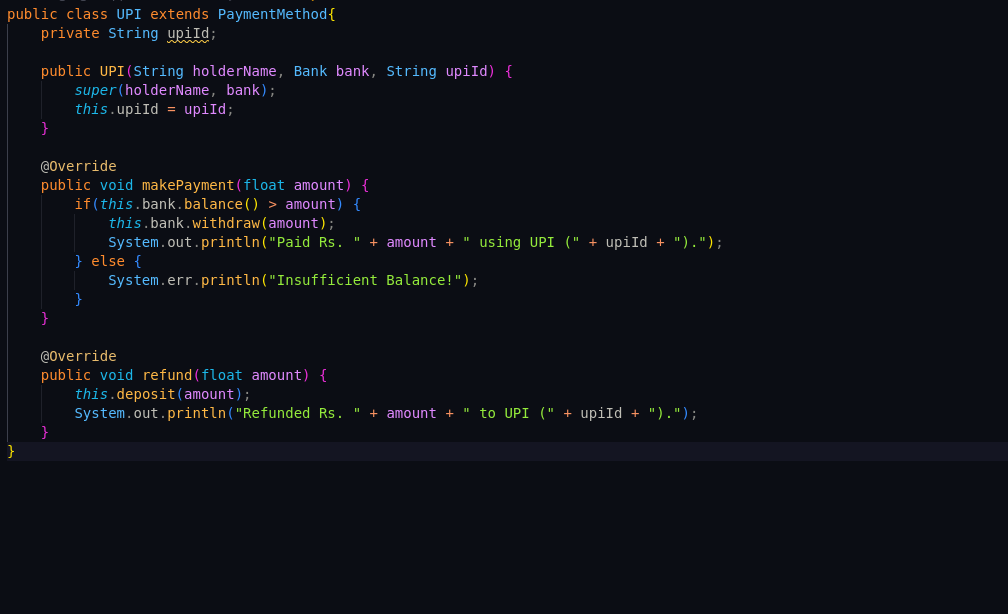 public class UPI extends PaymentMethod{
    private String upiId;

    public UPI(String holderName, Bank bank, String upiId) {
        super(holderName, bank);
        this.upiId = upiId;
    }

    @Override
    public void makePayment(float amount) {
        if(this.bank.balance() > amount) {
            this.bank.withdraw(amount);
            System.out.println("Paid Rs. " + amount + " using UPI (" + upiId + ").");
        } else {
            System.err.println("Insufficient Balance!");
        }
    }

    @Override
    public void refund(float amount) {
        this.deposit(amount);
        System.out.println("Refunded Rs. " + amount + " to UPI (" + upiId + ").");
    }
}